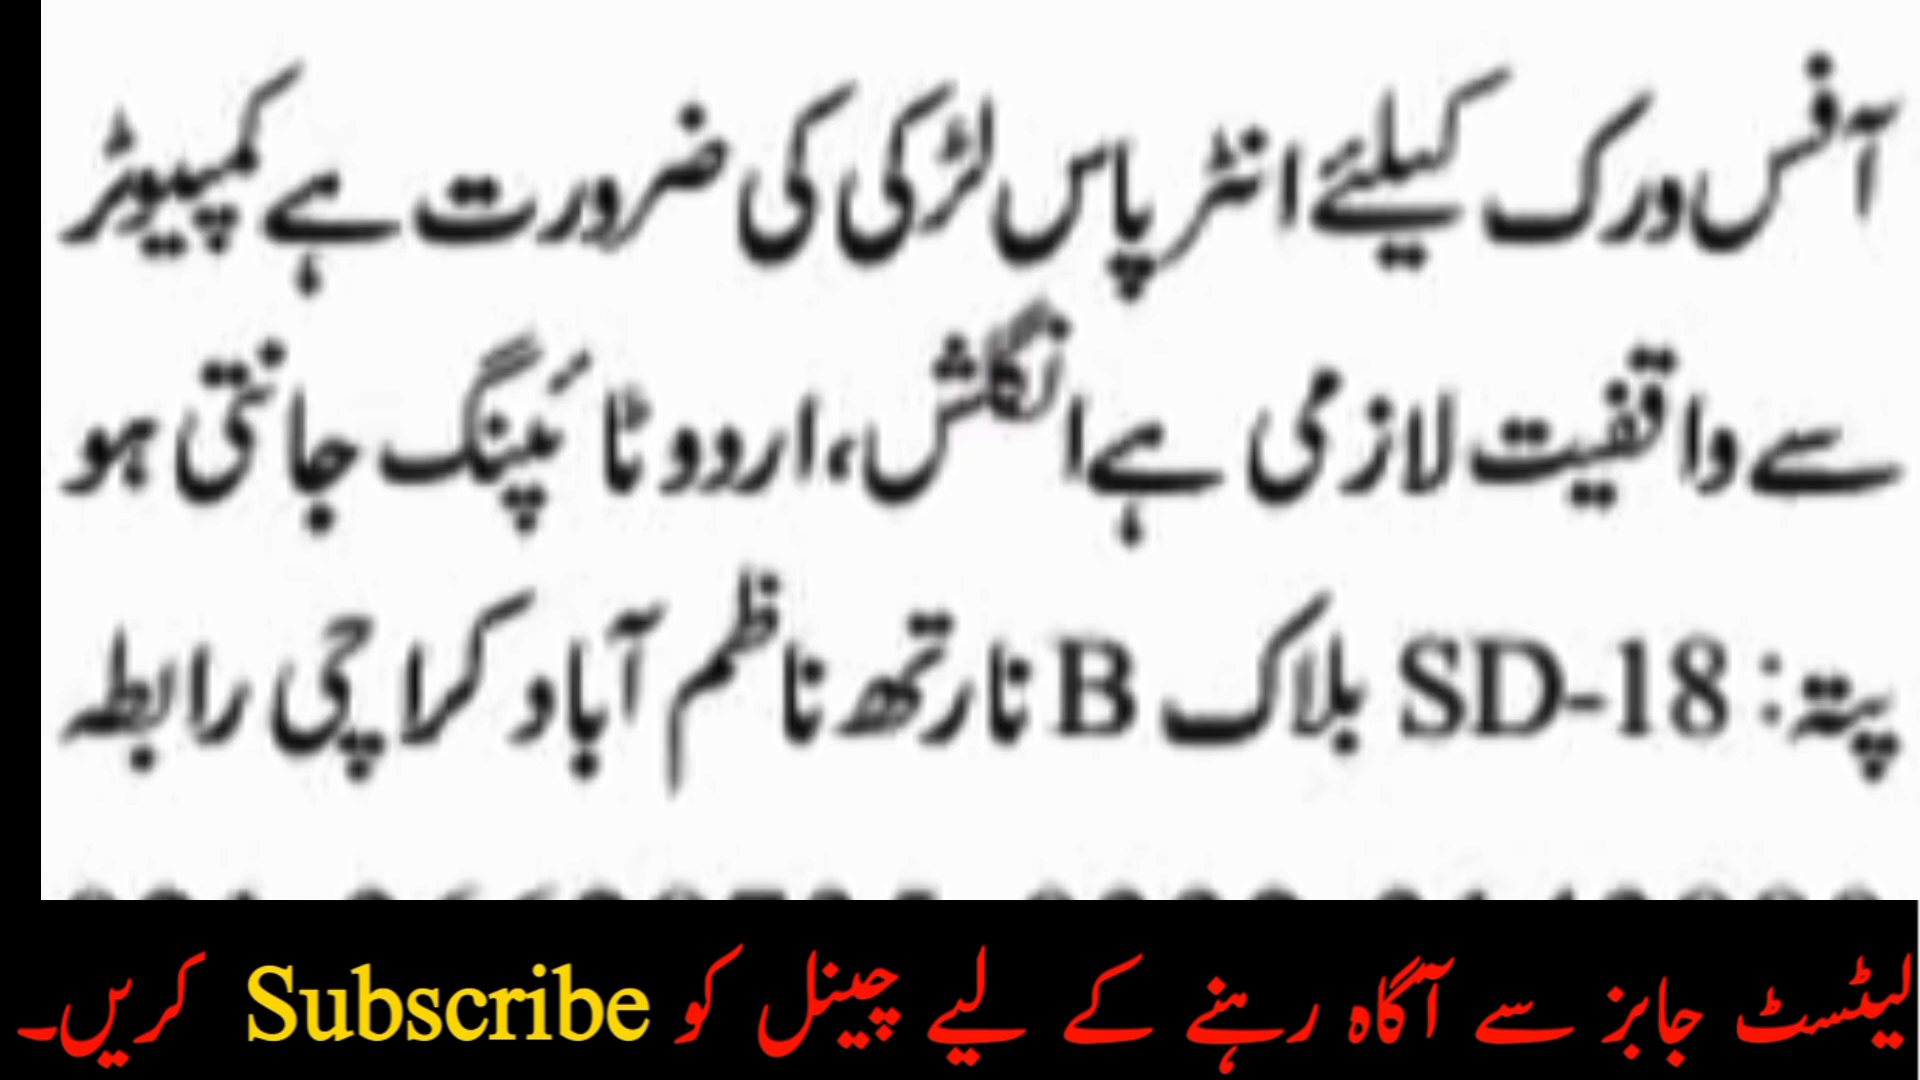 آفس ورک کیلئے انٹر پاس لڑکی کی ضرورت ہے کمپیوٹر
سے واقفیت لازمی ہے انگلش، اردو ٹائپنگ جانتی ہو
پتہ: SD-18 بلاک B نارتھ ناظم آباد کراچی رابطہ
لیٹسٹ جابز سے آگاہ رہنے کے لیے چینل کو Subscribe کریں۔